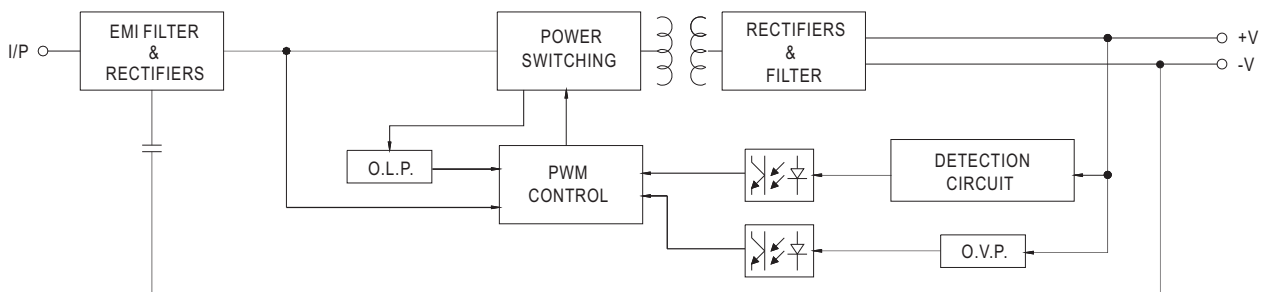 I/P
EMI FILTER
&
RECTIFIERS
POWER
SWITCHING
RECTIFIERS
&
FILTER
+V
-V
O.L.P.
PWM
CONTROL
DETECTION
CIRCUIT
O.V.P.